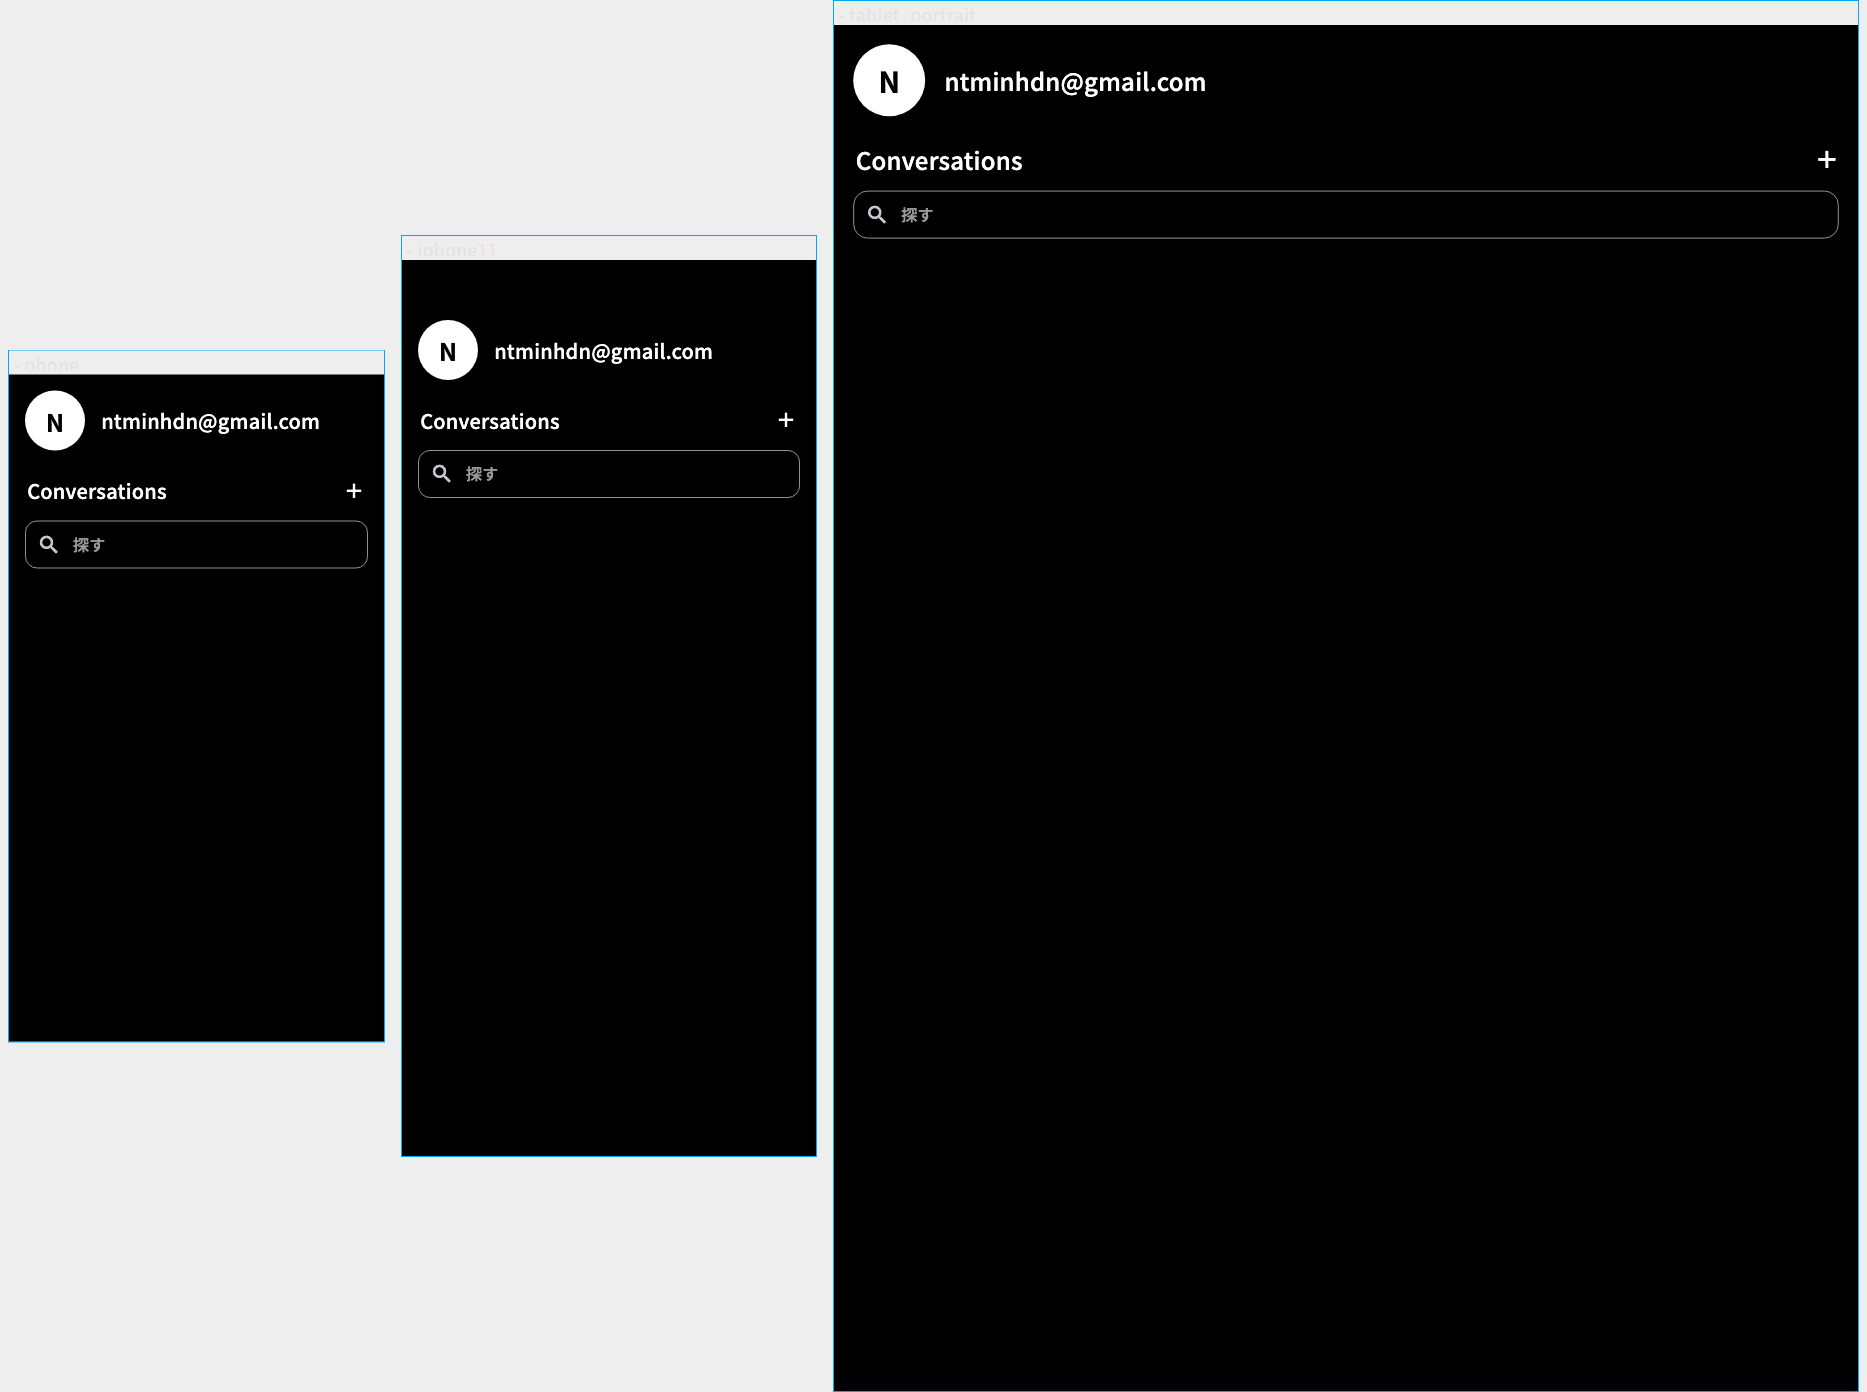 - phone
N
ntminhdn@gmail.com
Conversations
+
探す
- iphone11
N
ntminhdn@gmail.com
Conversations
+
探す
- tablet_portrait
N
ntminhdn@gmail.com
Conversations
+
探す